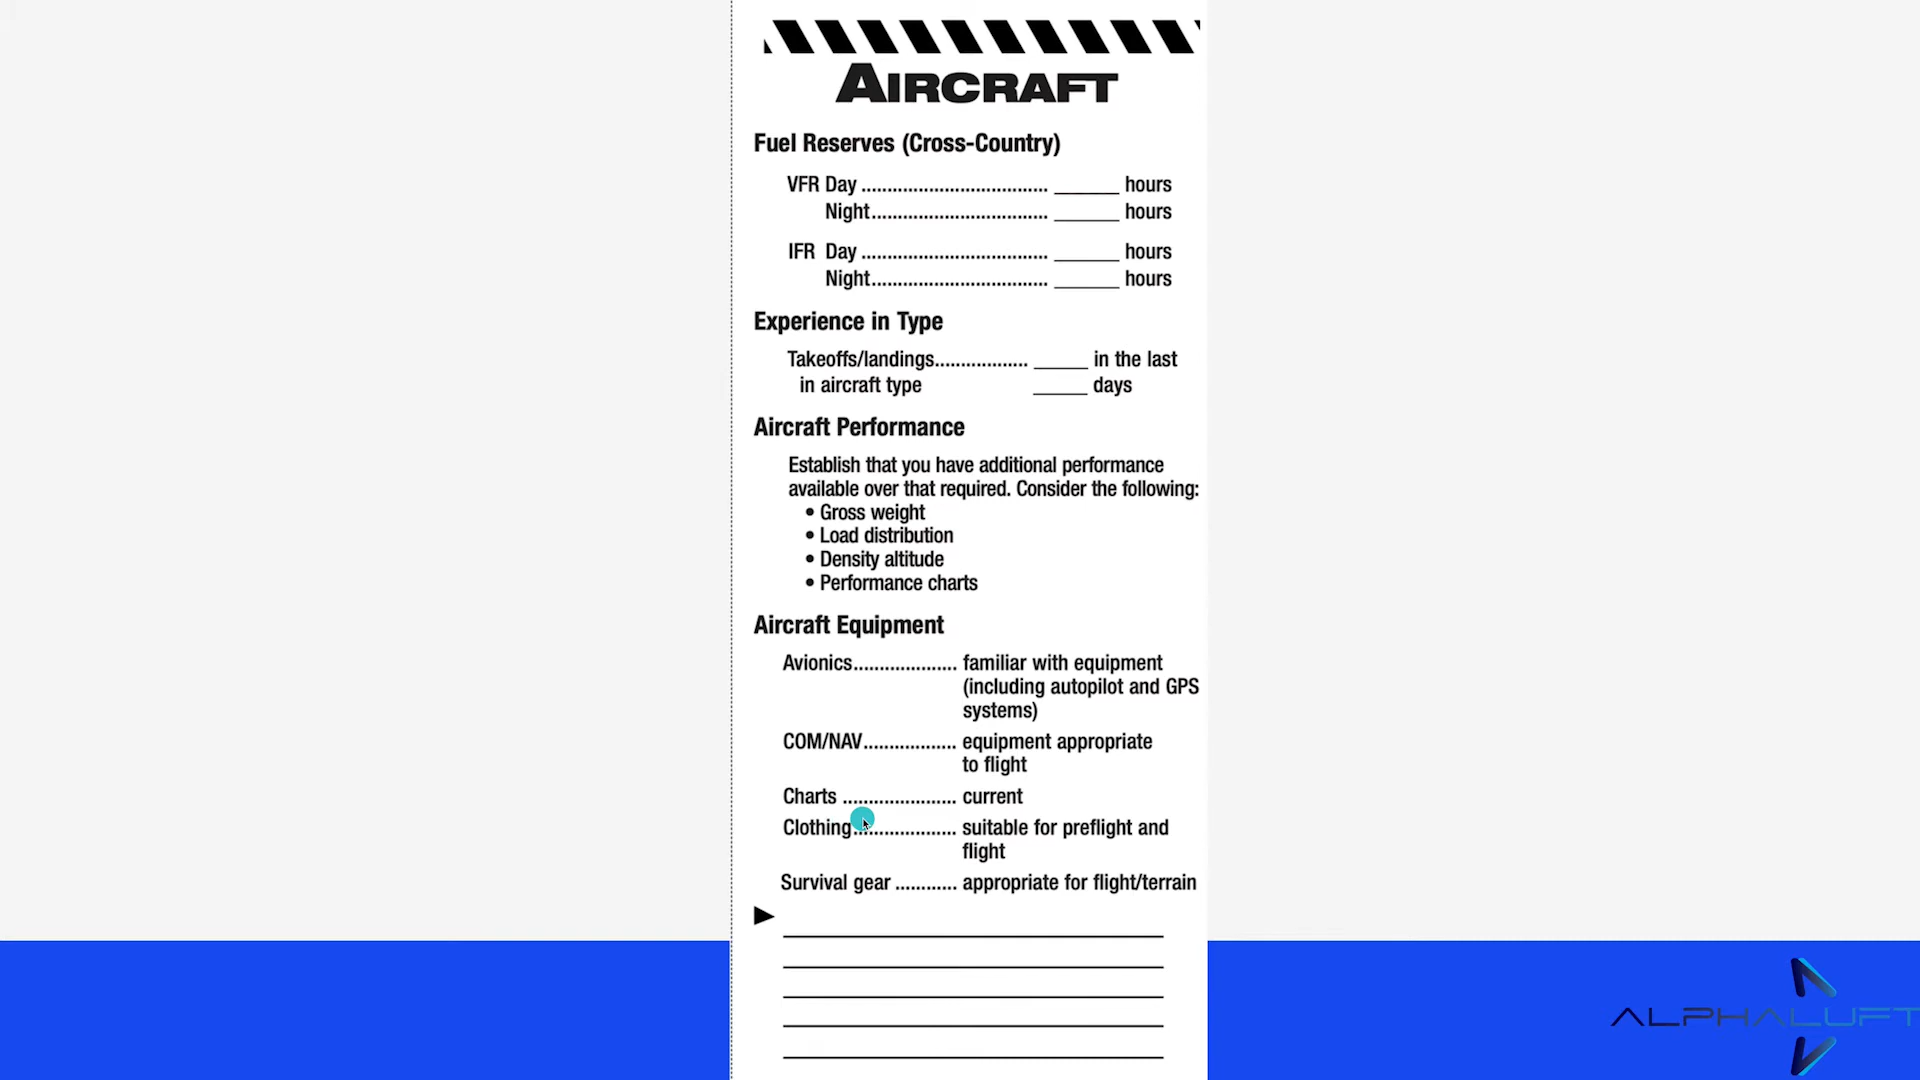 AIRCRAFT
Fuel Reserves (Cross-Country)
VFR Day .................................... ______ hours
Night.................................. ______ hours
IFR Day .................................... ______ hours
Night.................................. ______ hours
Experience in Type
Takeoffs/landings.................. _____ in the last
in aircraft type _____ days
Aircraft Performance
Establish that you have additional performance
available over that required. Consider the following:
• Gross weight
• Load distribution
• Density altitude
• Performance charts
Aircraft Equipment
Avionics.................... familiar with equipment
(including autopilot and GPS
systems)
COM/NAV.................. equipment appropriate
to flight
Charts ...................... current
Clothing.................... suitable for preflight and
flight
Survival gear ............ appropriate for flight/terrain
ALPHALUFT